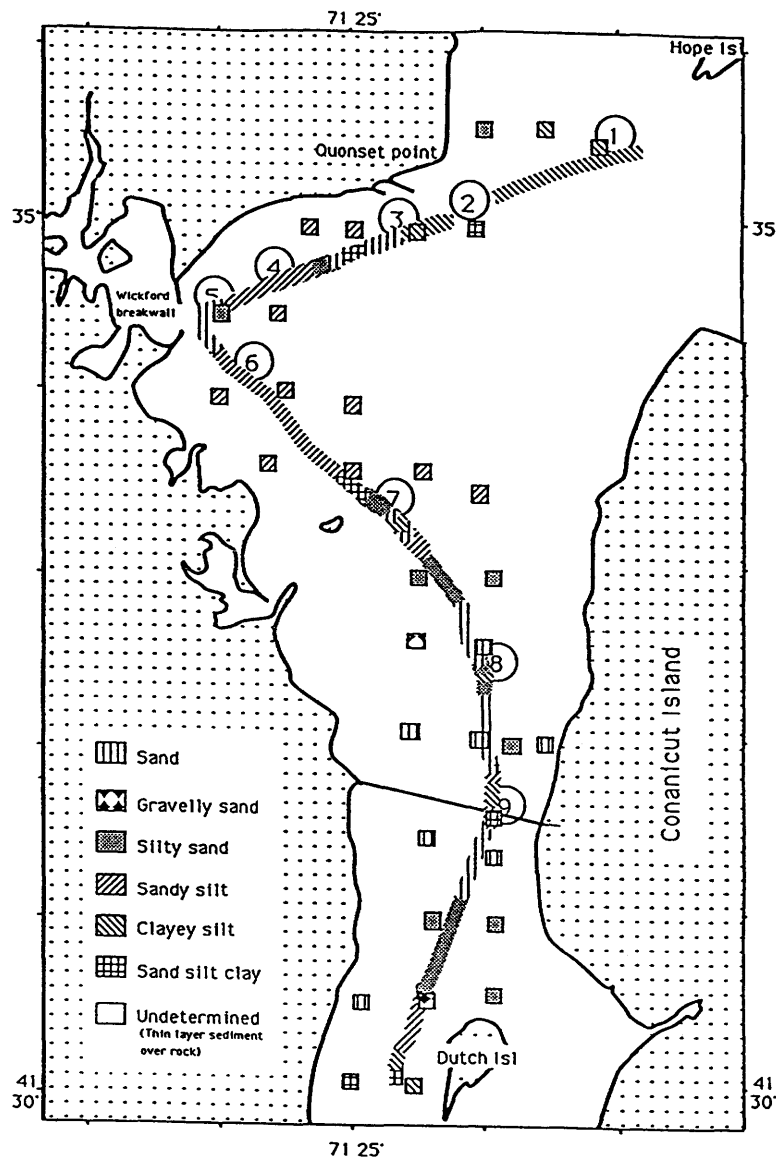 71 25'
Hope Isl
1
Quonset point
2
3
35
35
4
5
Wickford
breakwall
6
7
8
Conanicut Island
9
Sand
Gravelly sand
Silty sand
Sandy silt
Clayey silt
Sand silt clay
Undetermined
(Thin layer sediment
over rock)
Dutch Isl
41
30'
41
30'
71 25'